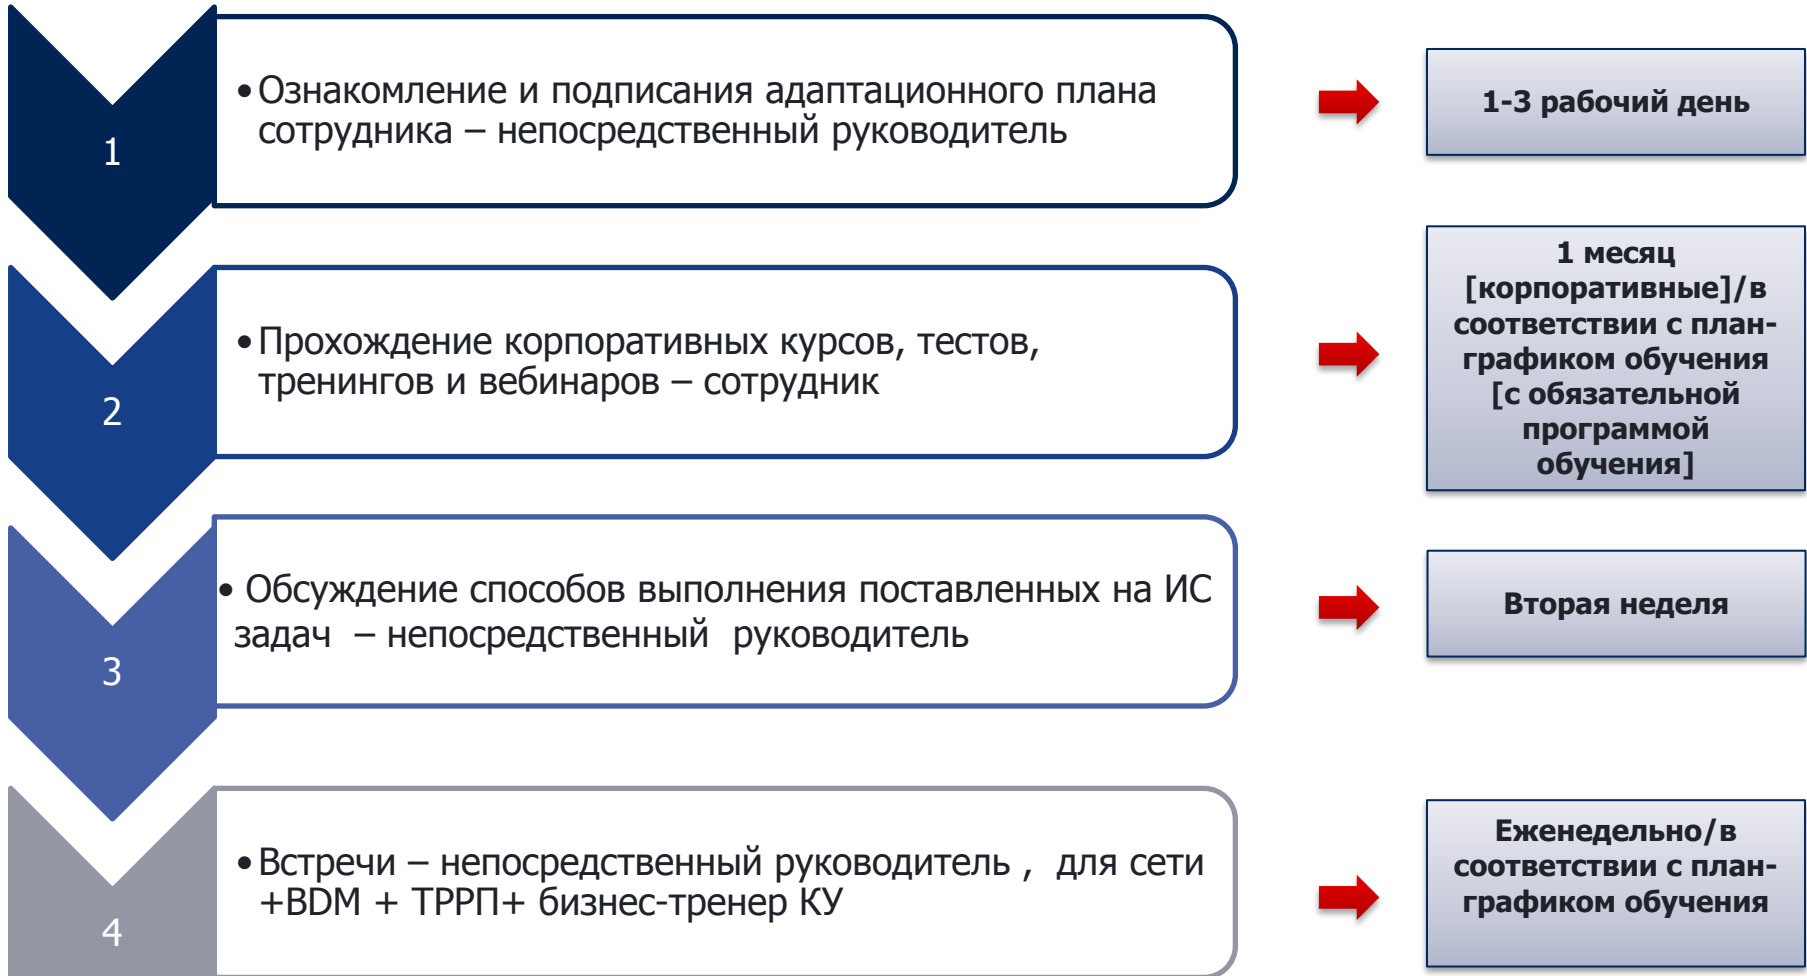 1
•Ознакомление и подписания адаптационного плана
сотрудника – непосредственный руководитель
1-3 рабочий день
2
•Прохождение корпоративных курсов, тестов,
тренингов и вебинаров – сотрудник
1 месяц
[корпоративные]/в
соответствии с план-
графиком обучения
[с обязательной
программой
обучения]
3
• Обсуждение способов выполнения поставленных на ИС
задач – непосредственный руководитель
Вторая неделя
4
•Встречи – непосредственный руководитель , для сети
+BDM + ТРРП+ бизнес-тренер КУ
Еженедельно/в
соответствии с план-
графиком обучения